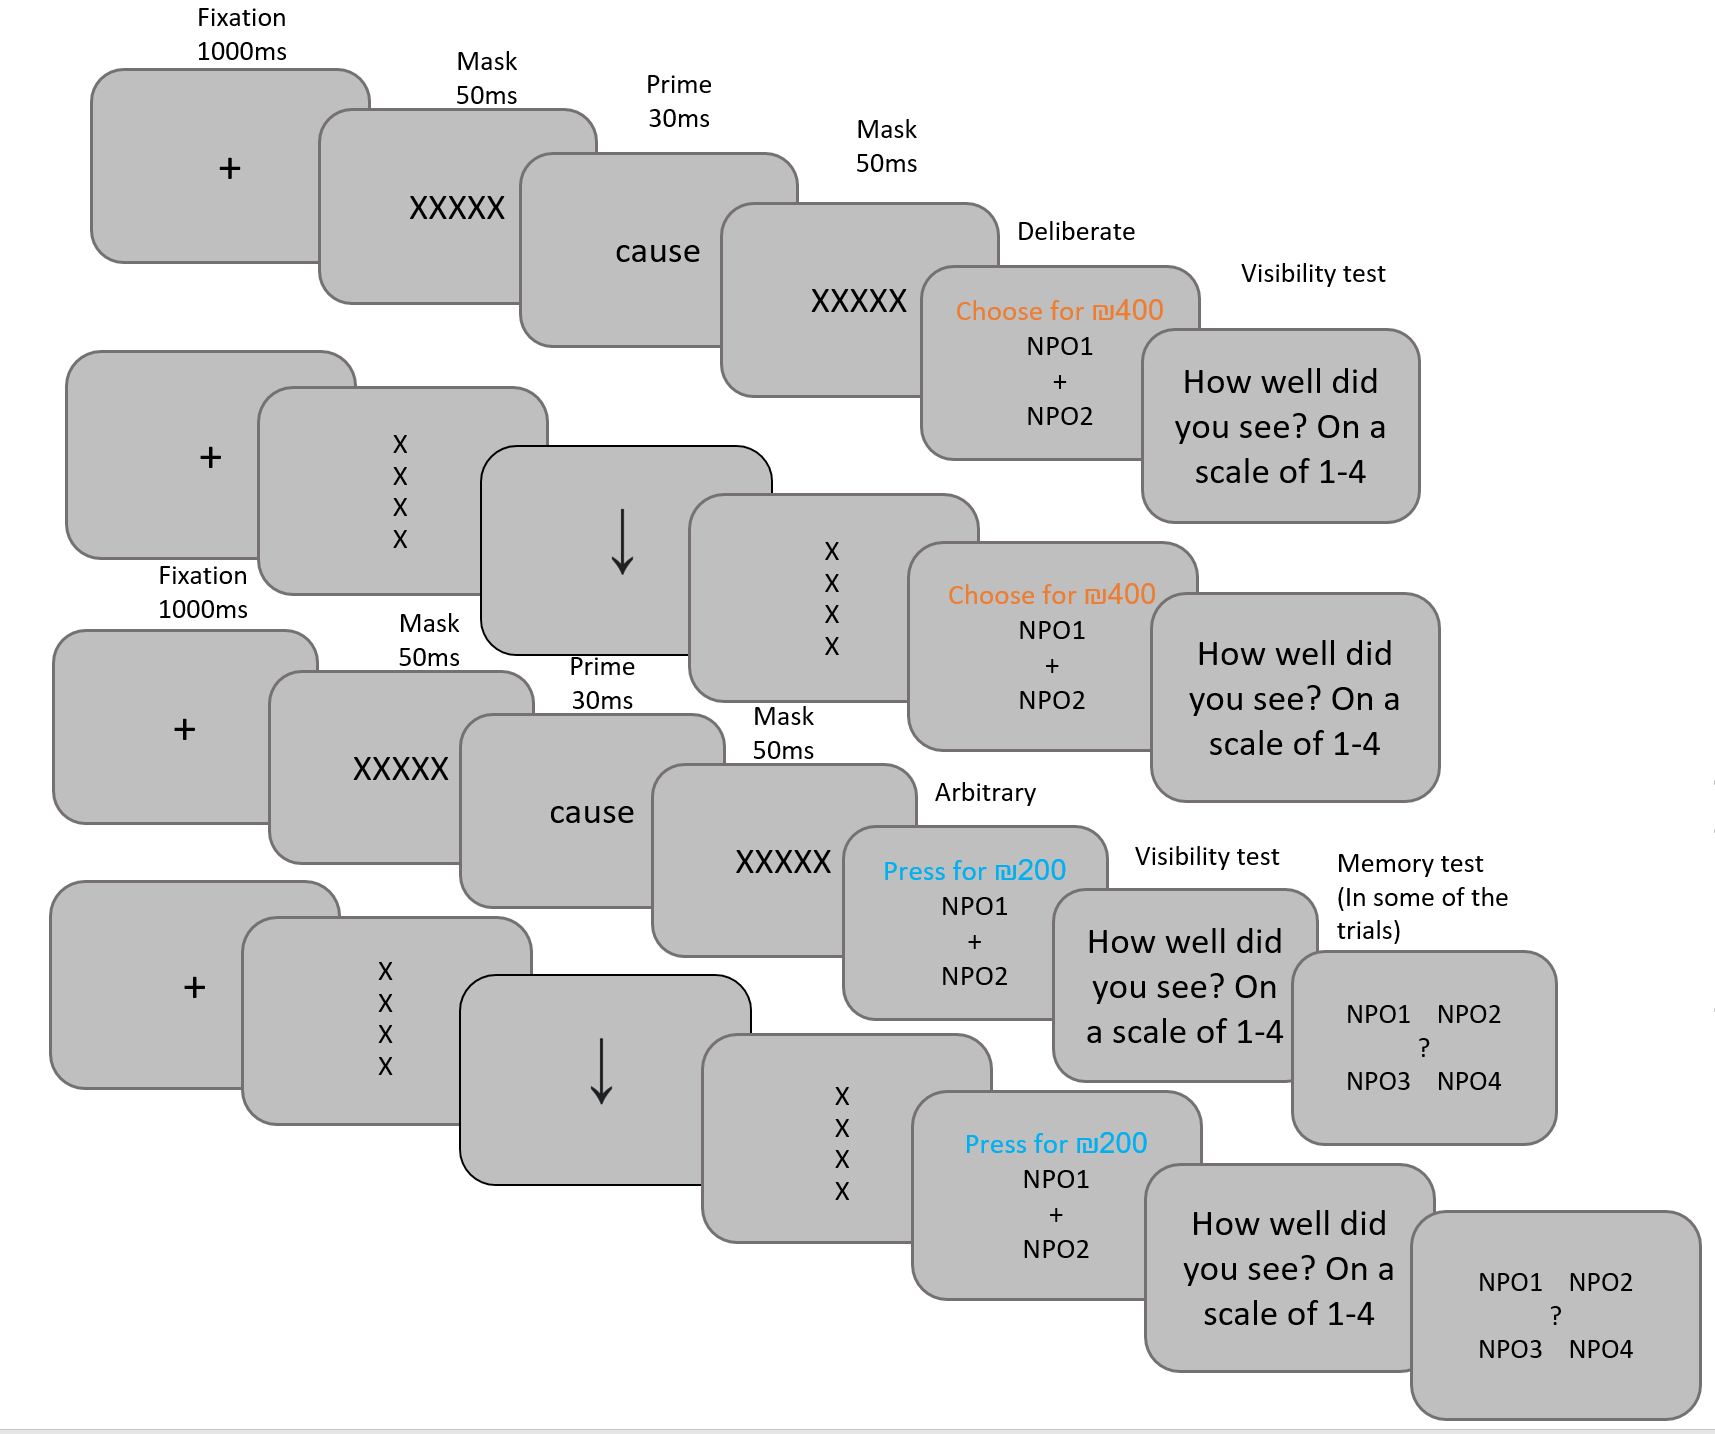 Fixation
1000ms
+
Mask
50ms
XXXXX
Prime
30ms
cause
Mask
50ms
XXXXX
Deliberate
Choose for ₪400
NPO1
+
NPO2
Visibility test
How well did
you see? On a
scale of 1-4
+
X
X
X
X
↓
X
X
X
X
Choose for ₪400
NPO1
+
NPO2
How well did
you see? On a
scale of 1-4
Fixation
1000ms
+
Mask
50ms
XXXXX
Prime
30ms
cause
Mask
50ms
XXXXX
Arbitrary
Press for ₪200
NPO1
+
NPO2
Visibility test
How well did
you see? On
a scale of 1-4
Memory test
(In some of the
trials)
NPO1 NPO2
?
NPO3 NPO4
+
X
X
X
X
↓
X
X
X
X
Press for ₪200
NPO1
+
NPO2
How well did
you see? On a
scale of 1-4
NPO1 NPO2
?
NPO3 NPO4